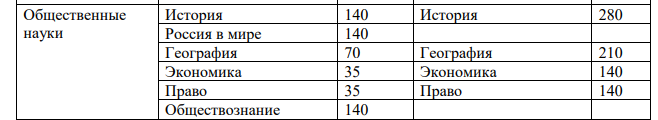 Общественные науки История 140 История 280
Россия в мире 140
География 70 География 210
Экономика 35 Экономика 140
Право 35 Право 140
Обществознание 140